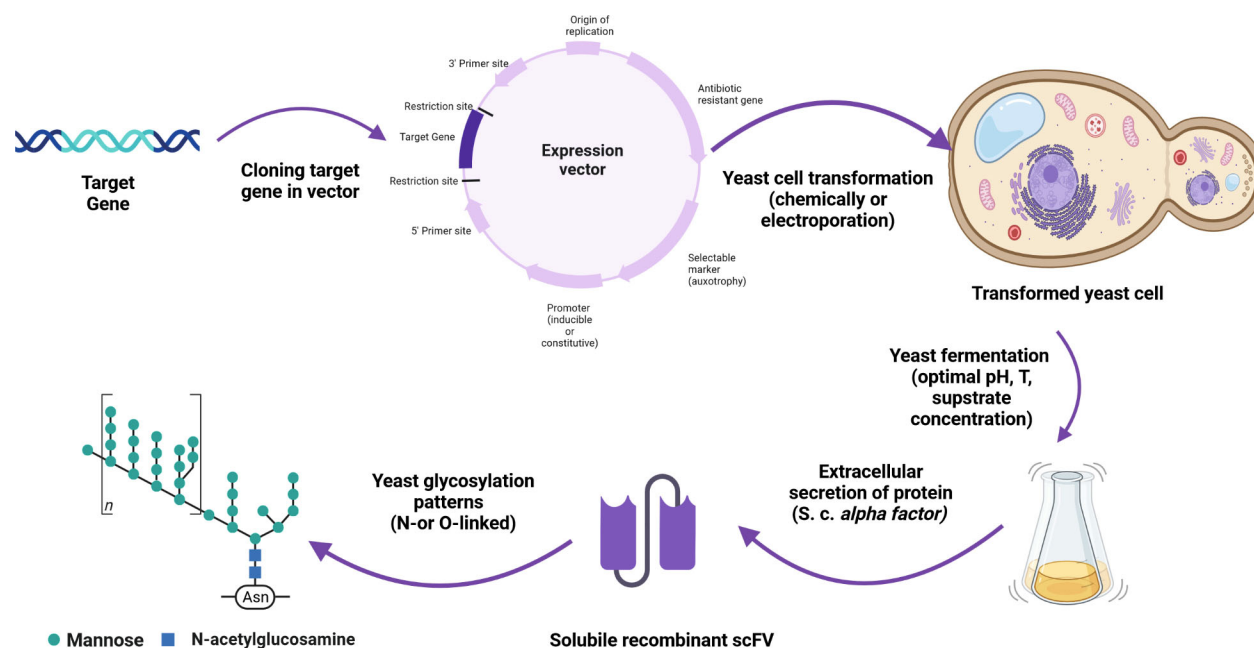 Target
Gene
Cloning target
gene in vector
Origin of
replication
3' Primer site
Restriction site
Target Gene
Restriction site
5' Primer site
Expression
vector
Antibiotic
resistant gene
Selectable
marker
(auxotrophy)
Promoter
(inducible or
constitutive)
Yeast cell transformation
(chemically or
electroporation)
Transformed yeast cell
Yeast fermentation
(optimal pH, T,
supstrate
concentration)
Extracellular
secretion of protein
(S. c. alpha factor)
Solubile recombinant scFV
Yeast glycosylation
patterns
(N-or O-linked)
n
Asn
Mannose
N-acetylglucosamine